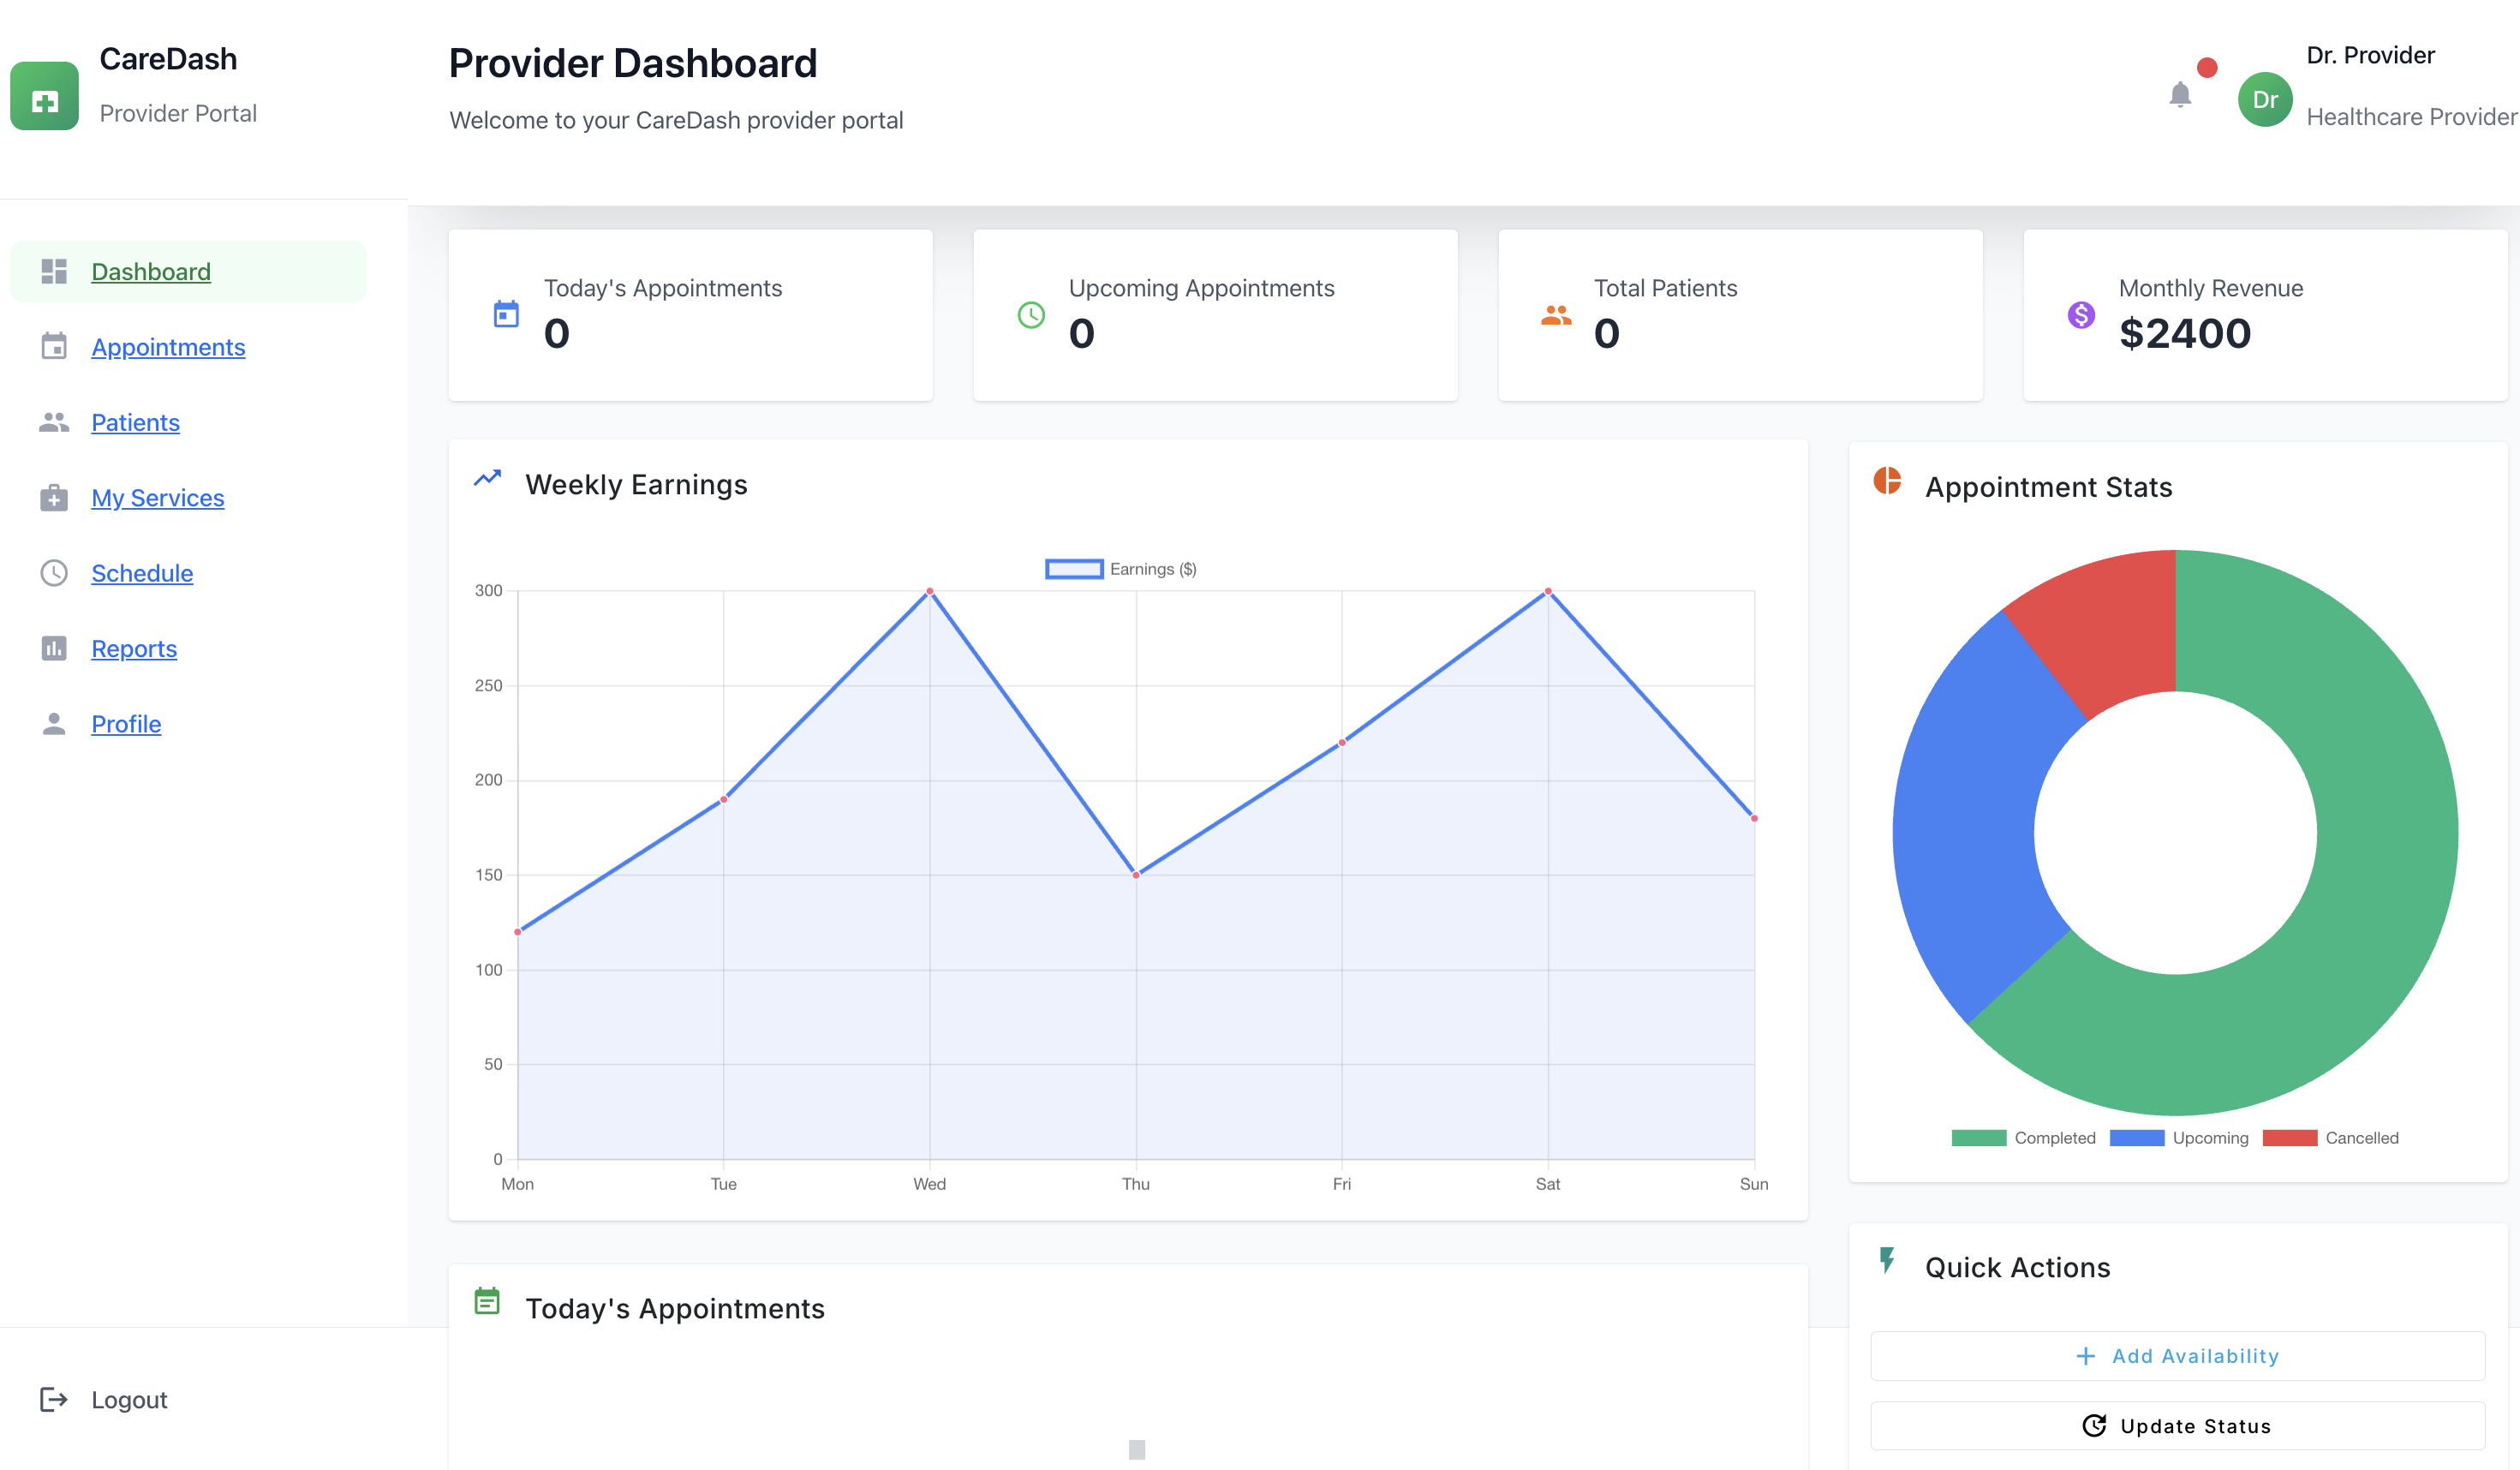 CareDash
Provider Portal
Dashboard
Appointments
Patients
My Services
Schedule
Reports
Profile
Logout
Provider Dashboard
Welcome to your CareDash provider portal
Dr
Dr. Provider
Healthcare Provider
Today's Appointments
0
Upcoming Appointments
0
Total Patients
0
Monthly Revenue
$2400
Weekly Earnings
Earnings ($)
300
250
200
150
100
50
0
Mon Tue Wed Thu Fri Sat Sun
Appointment Stats
Completed Upcoming Cancelled
Today's Appointments
Quick Actions
Add Availability
Update Status